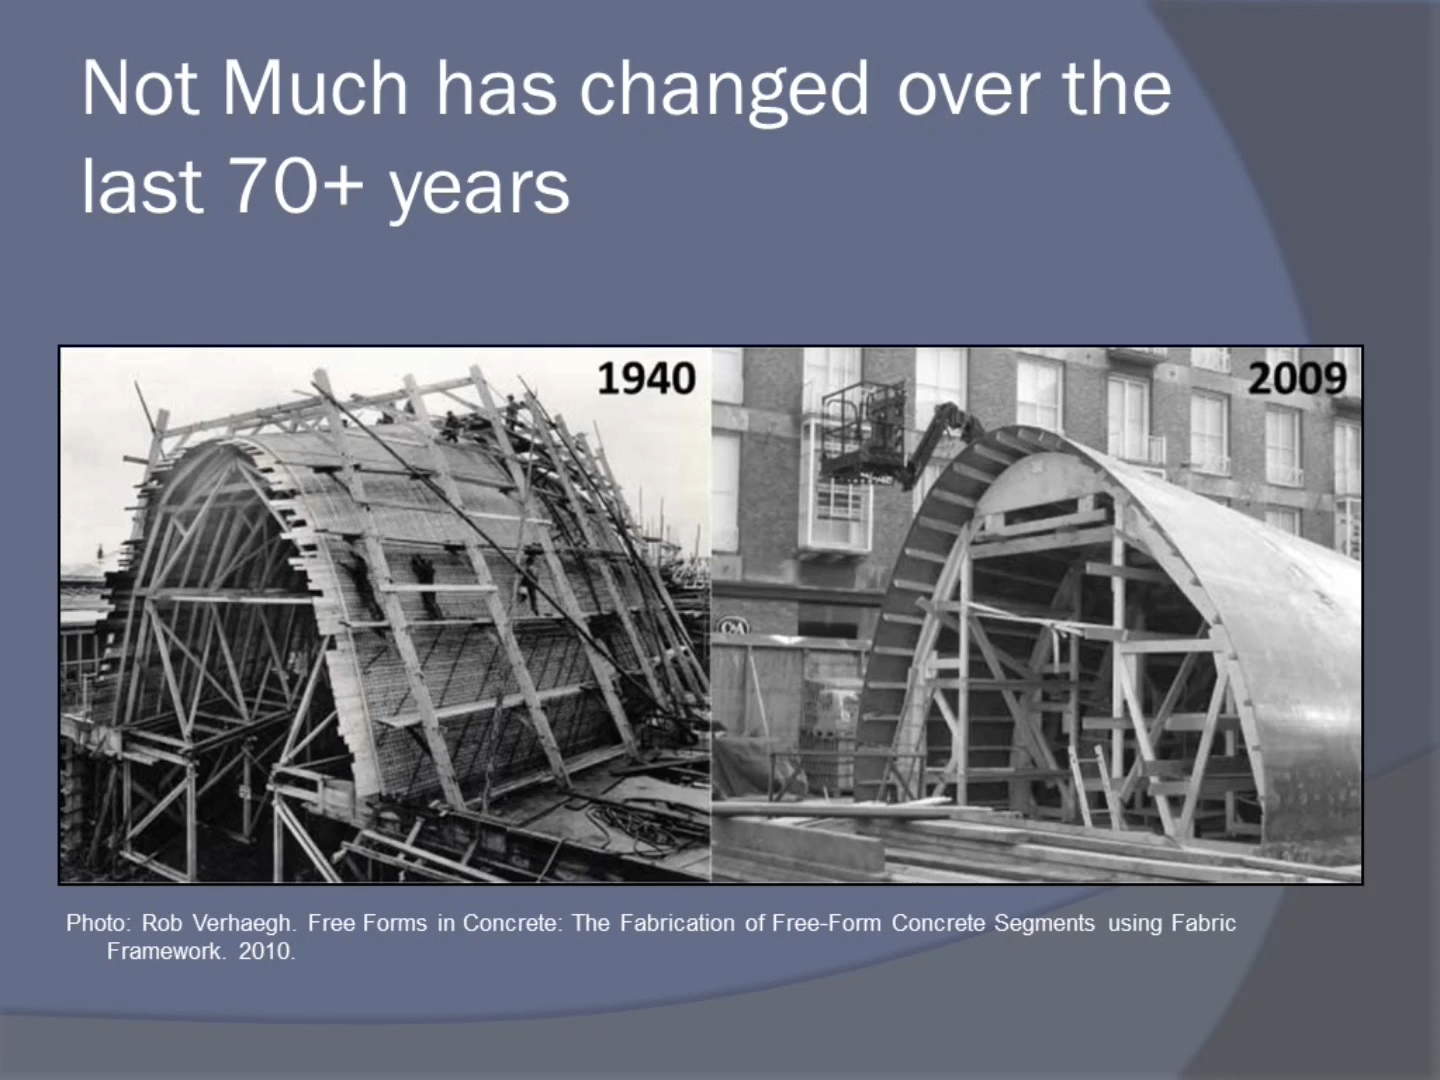 Not Much has changed over the
last 70+ years
1940
2009
CA
Photo: Rob Verhaegh. Free Forms in Concrete: The Fabrication of Free-Form Concrete Segments using Fabric
Framework. 2010.